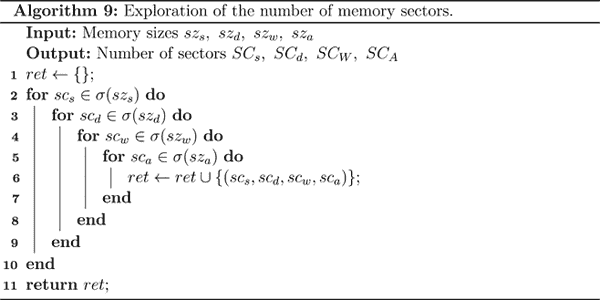 Algorithm 9: Exploration of the number of memory sectors.
Input: Memory sizes sz_s, sz_d, sz_w, sz_a
Output: Number of sectors SC_s, SC_d, SC_W, SC_A
1 ret ← {};
2 for sc_s ∈ σ(sz_s) do
3 for sc_d ∈ σ(sz_d) do
4 for sc_w ∈ σ(sz_w) do
5 for sc_a ∈ σ(sz_a) do
6 ret ← ret ∪ {(sc_s, sc_d, sc_w, sc_a)};
7 end
8 end
9 end
10 end
11 return ret;